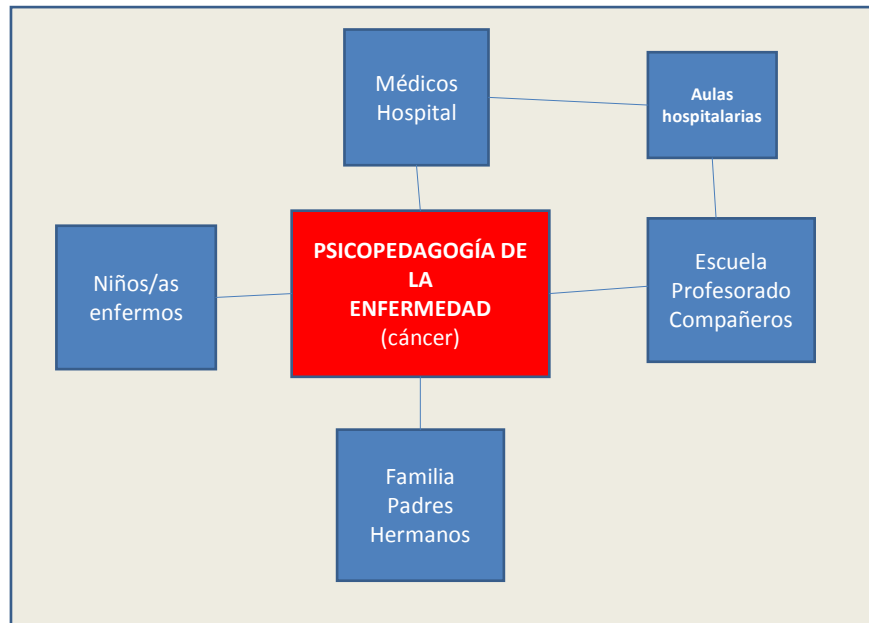 Médicos
Hospital
Aulas
hospitalarias
Niños/as
enfermos
PSICOPEDAGOGÍA DE
LA
ENFERMEDAD
(cáncer)
Escuela
Profesorado
Compañeros
Familia
Padres
Hermanos